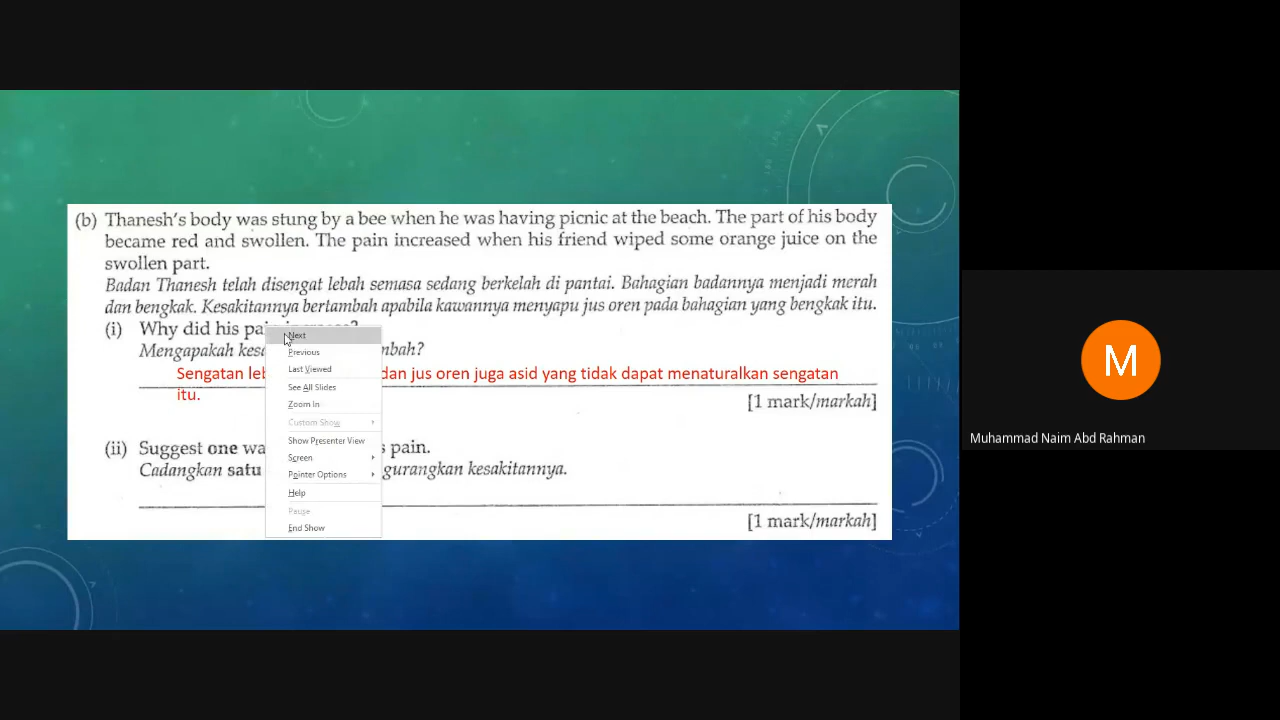 (b) Thanesh's body was stung by a bee when he was having picnic at the beach. The part of his body
became red and swollen. The pain increased when his friend wiped some orange juice on the
swollen part.
Badan Thanesh telah disengat lebah semasa sedang berkelah di pantai. Bahagian badannya menjadi merah
dan bengkak. Kesakitannya bertambah apabila kawannya menyapu jus oren pada bahagian yang bengkak itu.
(i) Why did his
Mengapakah
Sengatan dan jus oren juga asid yang tidak dapat menaturalkan sengatan
itu.
[1 mark/markah]
(ii) Suggest one pain.
Cadangkan satu kesakitannya.
[1 mark/markah]
Next
Previous
Last Viewed
See All Slides
Zoom In
Custom Show
Show Presenter View
Screen
Pointer Options
Help
Pause
End Show
M
Muhammad Naim Abd Rahman